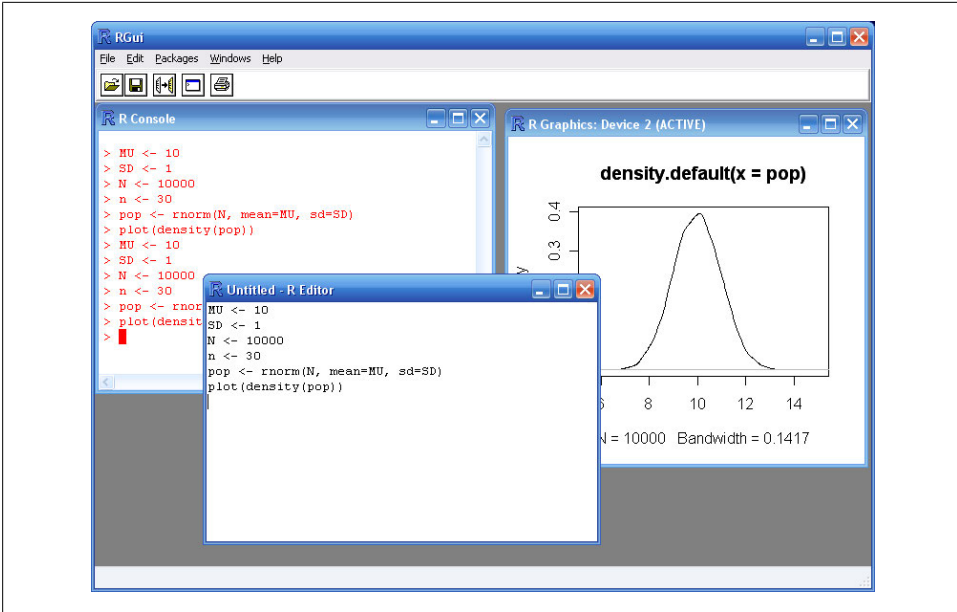 RGui
File Edit Packages Windows Help
R Console
> MU <- 10
> SD <- 1
> N <- 10000
> n <- 30
> pop <- rnorm(N, mean=MU, sd=SD)
> plot(density(pop))
> MU <- 10
> SD <- 1
> N <- 10000
> n <- 30
> pop <- rnor
> plot(densit
>
R Graphics: Device 2 (ACTIVE)
density.default(x = pop)
0.4
0.3
8 10 12 14
N = 10000 Bandwidth = 0.1417
Untitled - R Editor
MU <- 10
SD <- 1
N <- 10000
n <- 30
pop <- rnorm(N, mean=MU, sd=SD)
plot(density(pop))